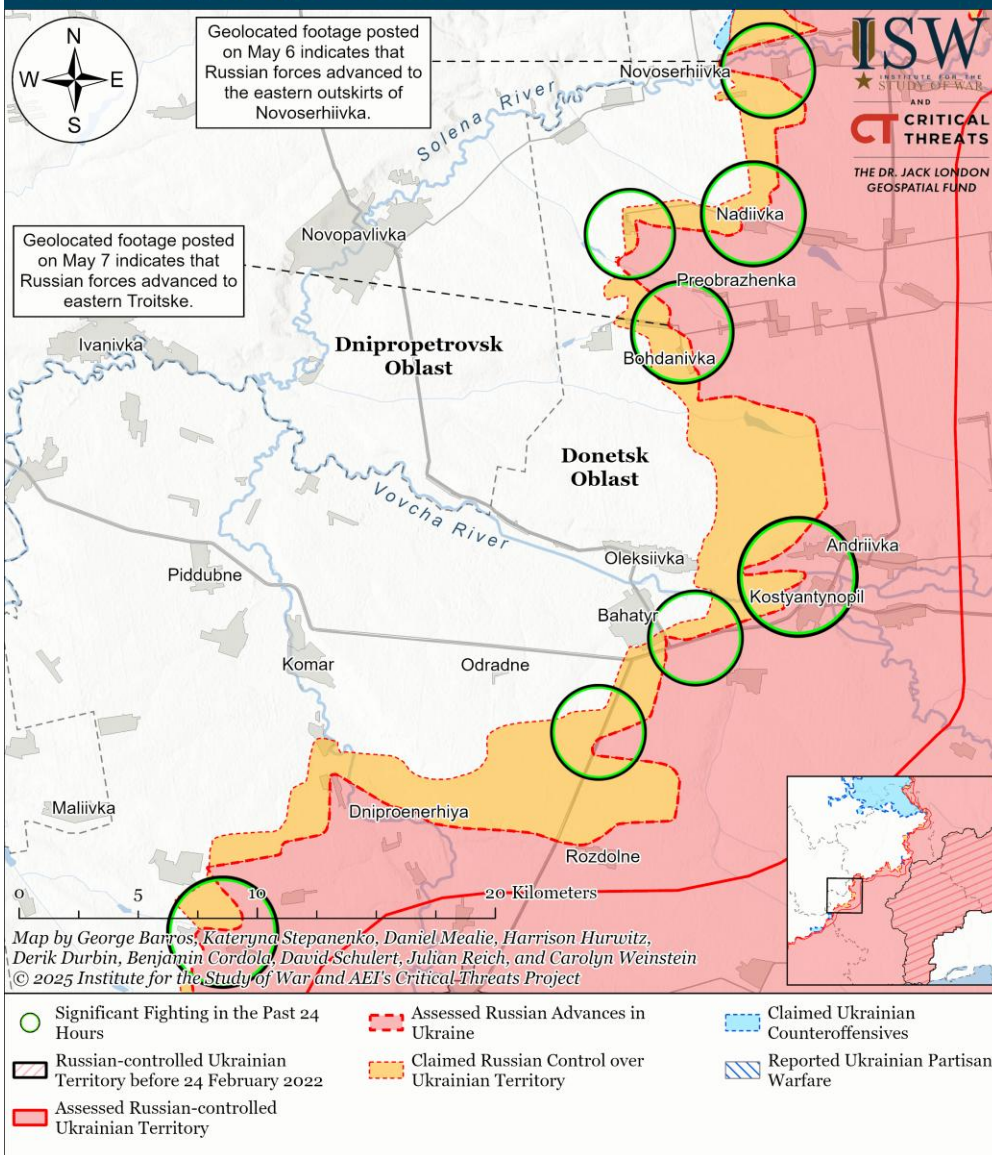 N
W E
S
Geolocated footage posted
on May 6 indicates that
Russian forces advanced to
the eastern outskirts of
Novoserhiivka.
ISW
INSTITUTE FOR THE
STUDY OF WAR
AND
CT CRITICAL
THREATS
THE DR. JACK LONDON
GEOSPATIAL FUND
Novoserhiivka
Solena River
Nadiivka
Novopavlivka
Geolocated footage posted
on May 7 indicates that
Russian forces advanced to
eastern Troitske.
Preobrazhenka
Ivanivka
Dnipropetrovsk
Oblast
Bohdanivka
Donetsk
Oblast
Vovcha River
Oleksiivka
Andriivka
Piddubne
Kostyantynopil
Bahatyr
Komar
Odradne
Maliivka
Dniproenerhiya
Rozdolne
0 5 10 20 Kilometers
Map by George Barros, Kateryna Stepanenko, Daniel Mealie, Harrison Hurwitz,
Derik Durbin, Benjamin Cordola, David Schulert, Julian Reich, and Carolyn Weinstein
© 2025 Institute for the Study of War and AEI's Critical Threats Project
Significant Fighting in the Past 24
Hours
Russian-controlled Ukrainian
Territory before 24 February 2022
Assessed Russian-controlled
Ukrainian Territory
Assessed Russian Advances in
Ukraine
Claimed Russian Control over
Ukrainian Territory
Claimed Ukrainian
Counteroffensives
Reported Ukrainian Partisan
Warfare